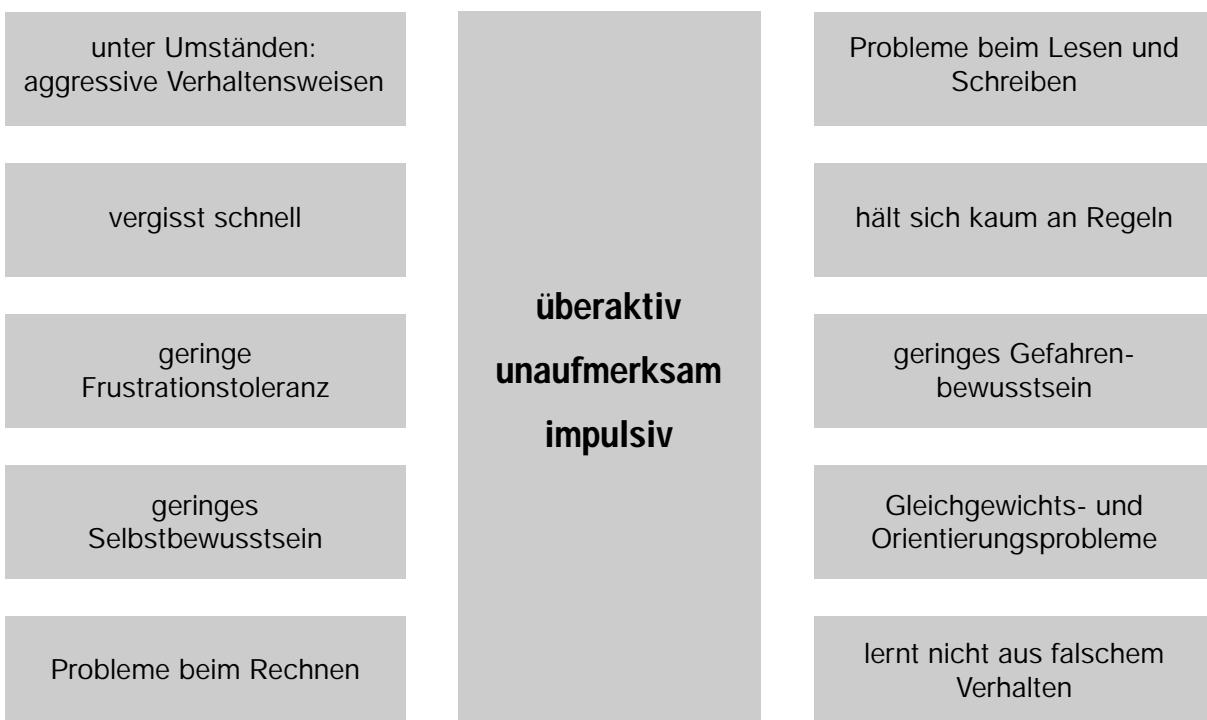 unter Umständen:
aggressive Verhaltensweisen
vergisst schnell
geringe
Frustrationstoleranz
geringes
Selbstbewusstsein
Probleme beim Rechnen
überaktiv
unaufmerksam
impulsiv
Probleme beim Lesen und
Schreiben
hält sich kaum an Regeln
geringes Gefahren-
bewusstsein
Gleichgewichts- und
Orientierungsprobleme
lernt nicht aus falschem
Verhalten